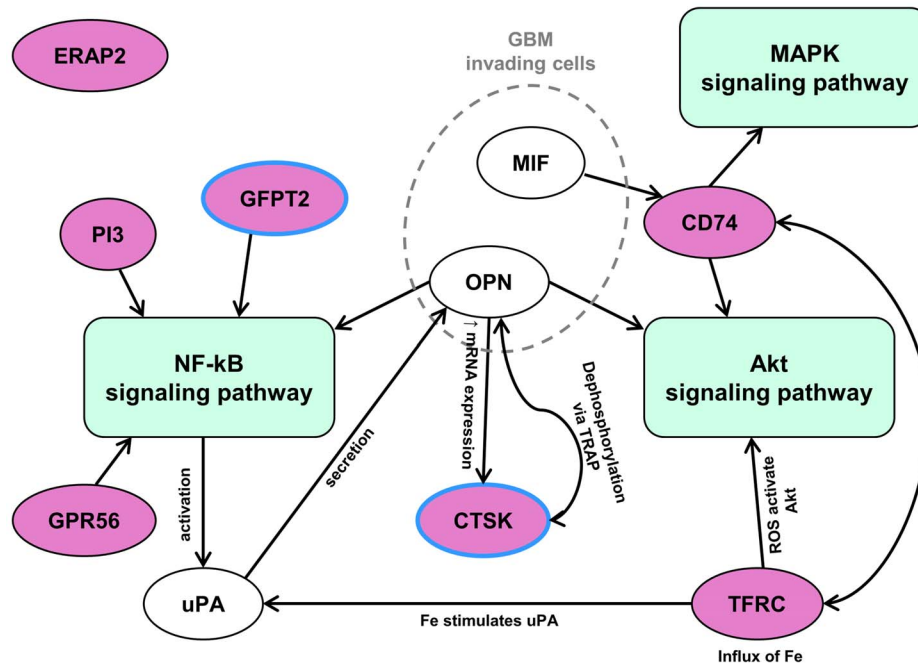 ERAP2
GBM
invading cells
MAPK
signaling pathway
MIF
GFPT2
PI3
CD74
OPN
NF-kB
signaling pathway
Akt
signaling pathway
↑ mRNA expression
Dephosphorylation
via TRAP
secretion
activation
GPR56
CTSK
ROS activate
Akt
uPA
Fe stimulates uPA
TFRC
Influx of Fe